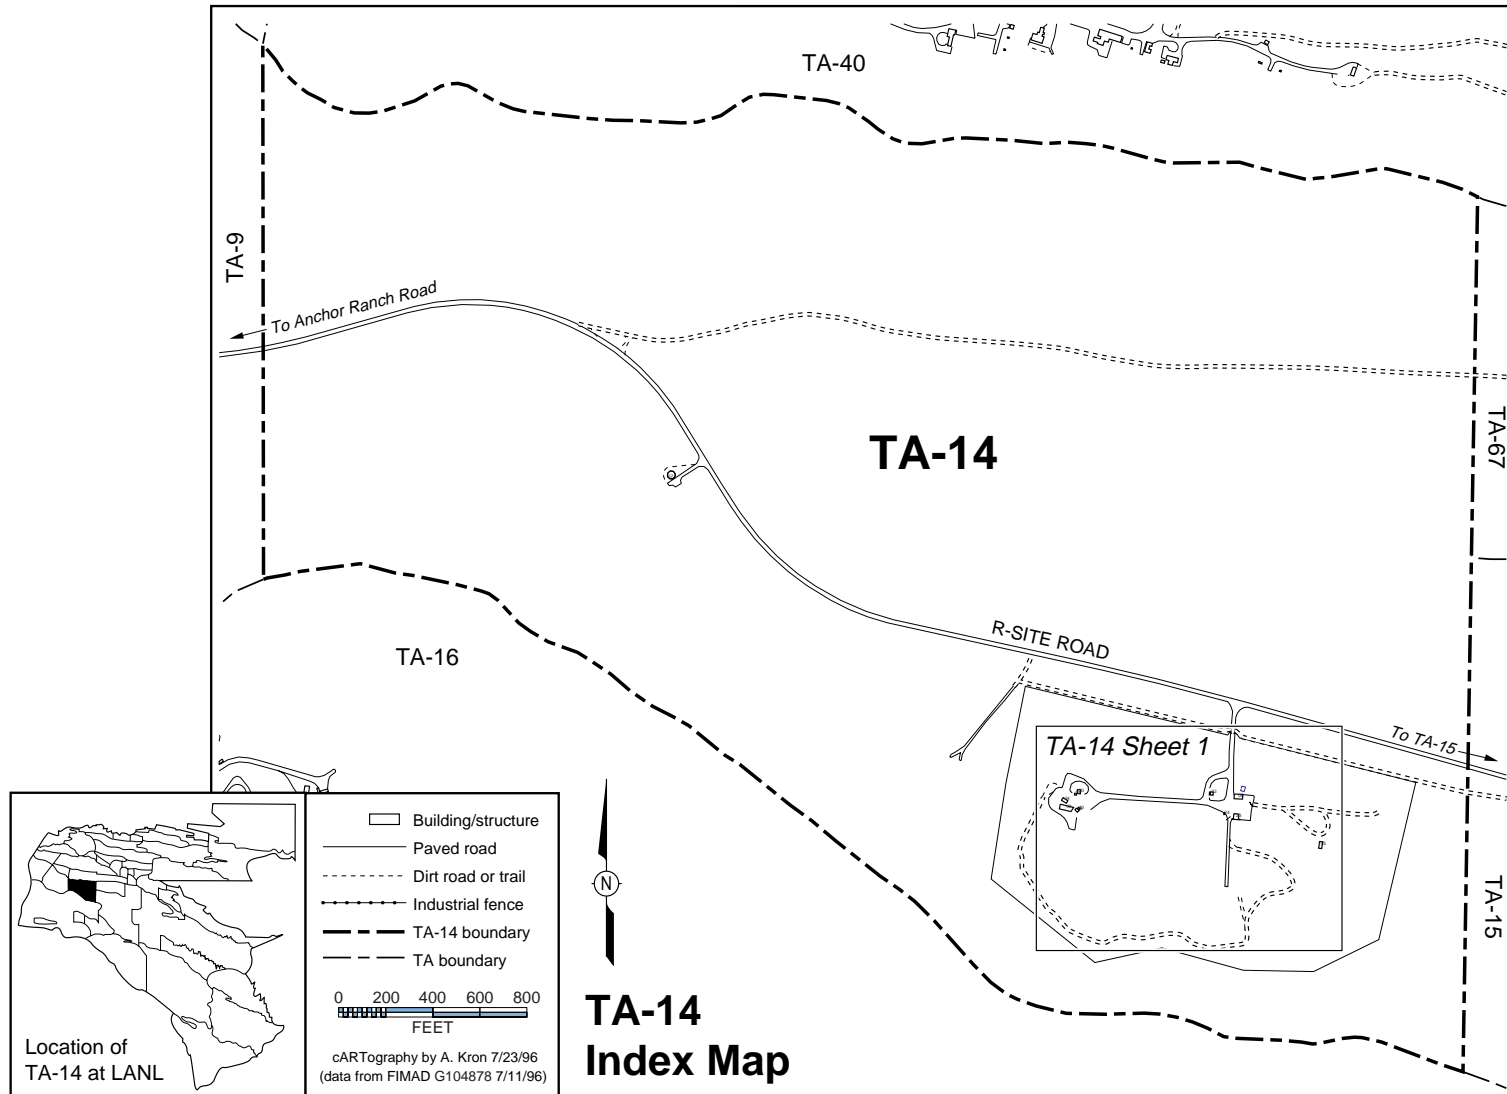 TA-40
TA-9
To Anchor Ranch Road
TA-14
TA-67
R-SITE ROAD
TA-16
To TA-15
TA-14 Sheet 1
TA-15
Building/structure
Paved road
Dirt road or trail
Industrial fence
TA-14 boundary
TA boundary
0 200 400 600 800
FEET
cARTography by A. Kron 7/23/96
(data from FIMAD G104878 7/11/96)
Location of
TA-14 at LANL
N
TA-14
Index Map